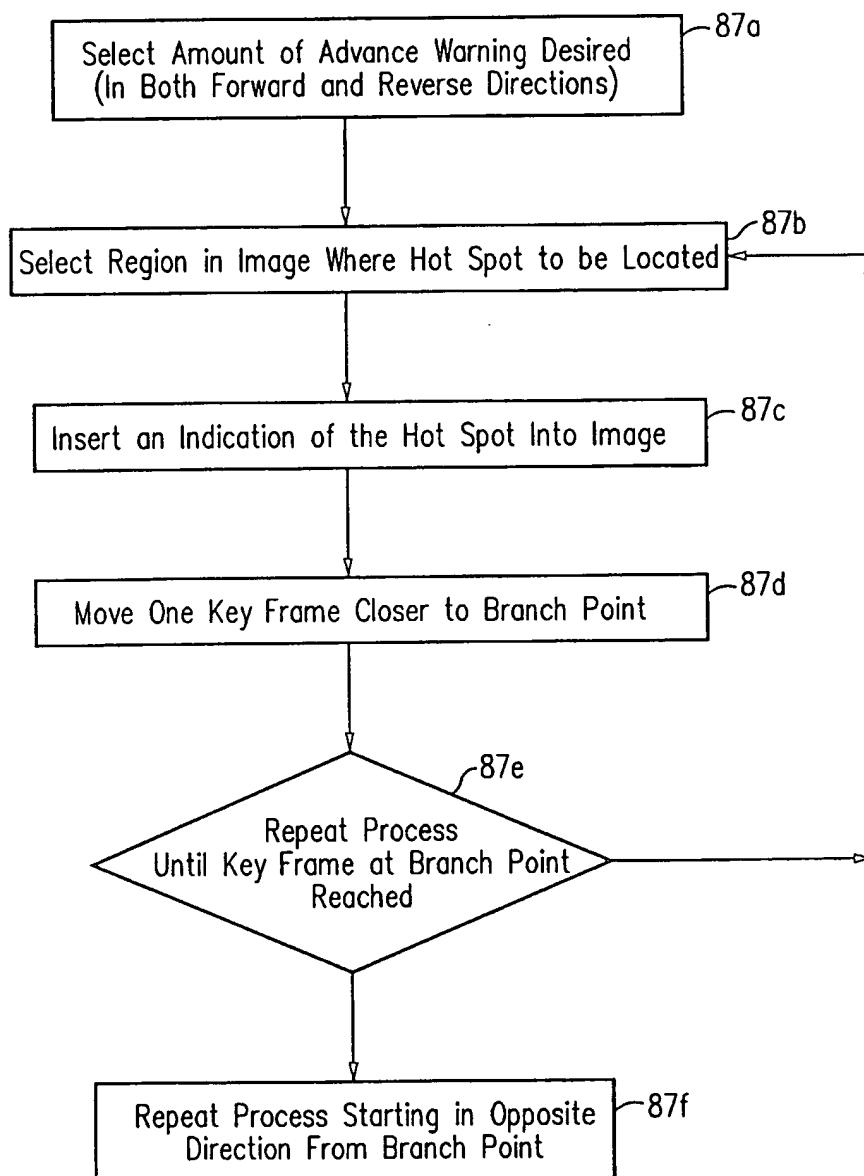 87a
Select Amount of Advance Warning Desired
(In Both Forward and Reverse Directions)
87b
Select Region in Image Where Hot Spot to be Located
87c
Insert an Indication of the Hot Spot Into Image
87d
Move One Key Frame Closer to Branch Point
87e
Repeat Process
Until Key Frame at Branch Point
Reached
87f
Repeat Process Starting in Opposite
Direction From Branch Point